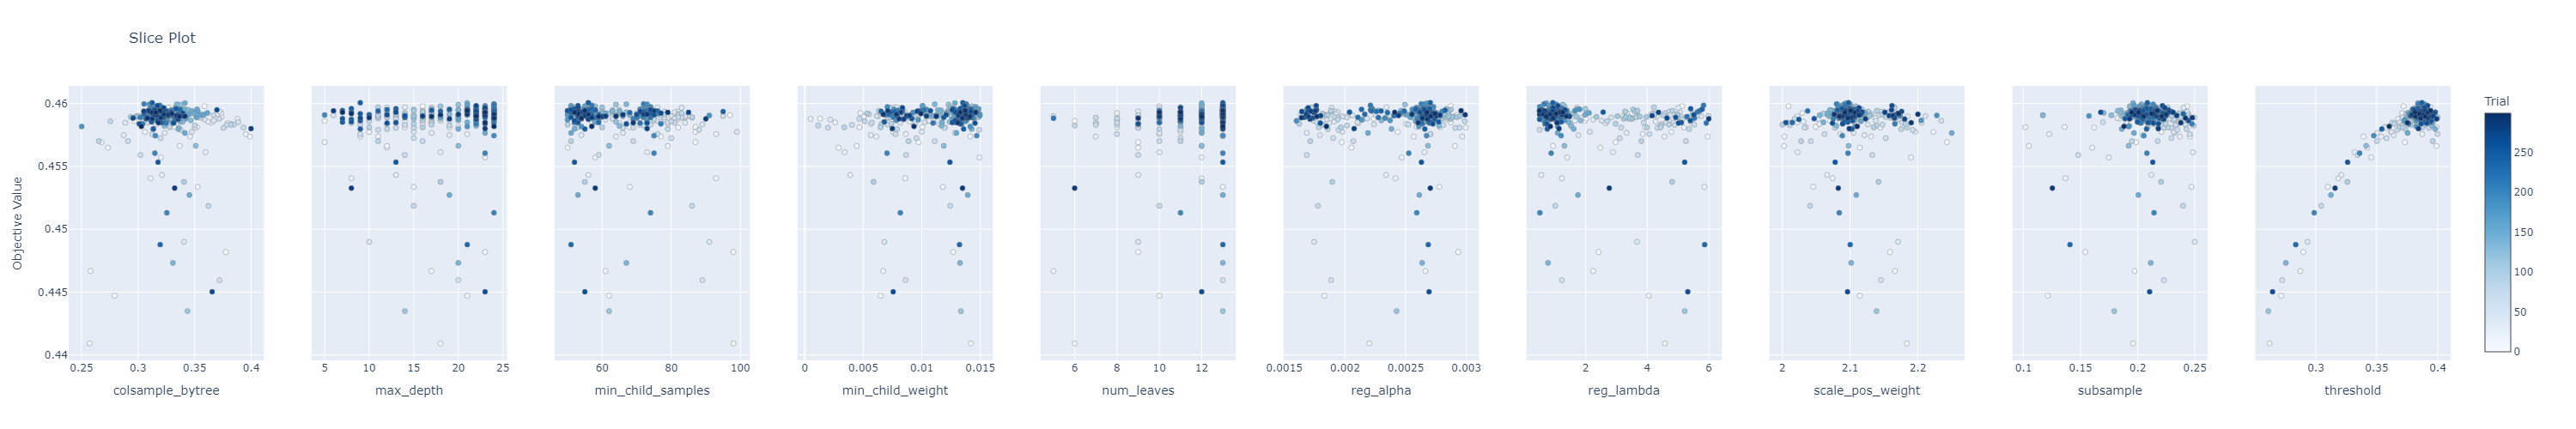 Slice Plot
Objective Value
0.46
0.455
0.45
0.445
0.44
0.25 0.3 0.35 0.4
colsample_bytree
5 10 15 20 25
max_depth
60 80 100
min_child_samples
0 0.005 0.01 0.015
min_child_weight
6 8 10 12
num_leaves
0.0015 0.002 0.0025 0.003
reg_alpha
2 4 6
reg_lambda
2 2.1 2.2
scale_pos_weight
0.1 0.15 0.2 0.25
subsample
0.3 0.35 0.4
threshold
Trial
250
200
150
100
50
0